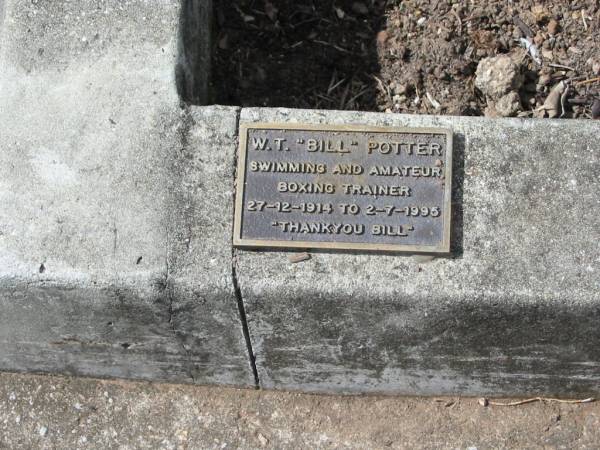 W.T. "BILL" POTTER
SWIMMING AND AMATEUR
BOXING TRAINER
27-12-1914 TO 2-7-1995
"THANKYOU BILL"